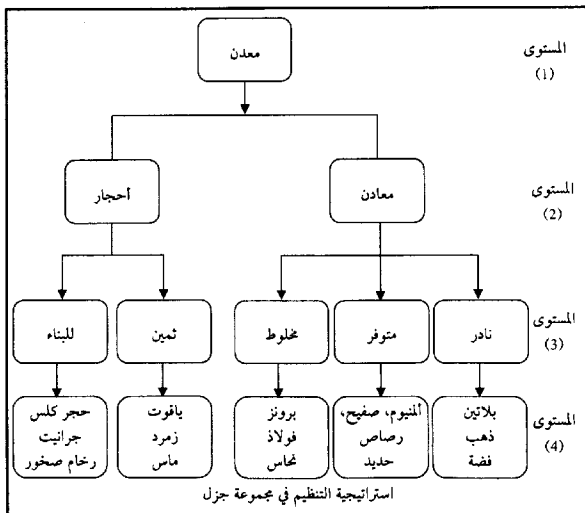 معدن
المستوى
(1)
أحجار
معادن
المستوى
(2)
للبناء
ثمين
مخلوط
متوفر
نادر
المستوى
(3)
حجر كلس
جرانيت
رخام صخور
ياقوت
زمرد
ماس
برونز
فولاذ
نحاس
ألمنيوم، صفيح،
رصاص
حديد
بلاتين
ذهب
فضة
المستوى
(4)
استراتيجية التنظيم في مجموعة جزل